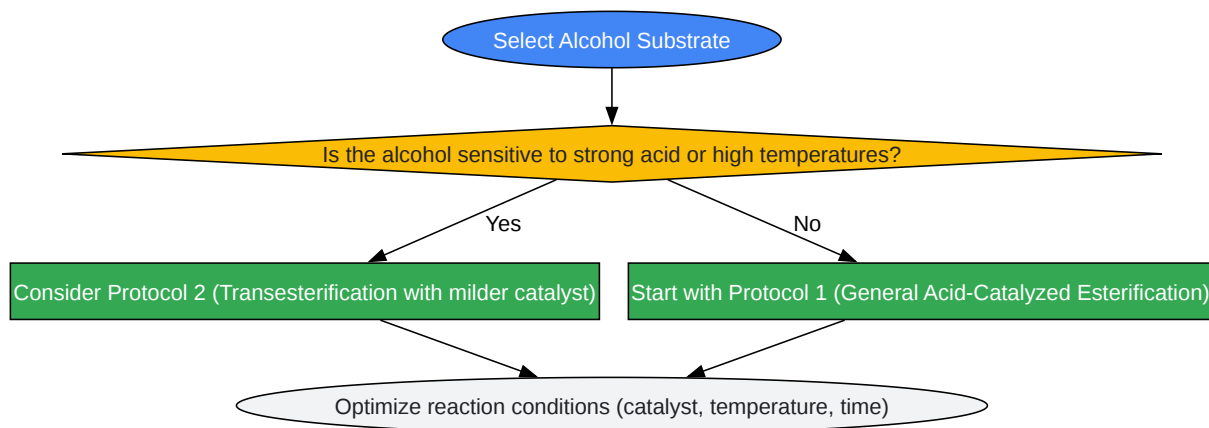 Select Alcohol Substrate
Is the alcohol sensitive to strong acid or high temperatures?
Yes
No
Consider Protocol 2 (Transesterification with milder catalyst)
Start with Protocol 1 (General Acid-Catalyzed Esterification)
Optimize reaction conditions (catalyst, temperature, time)